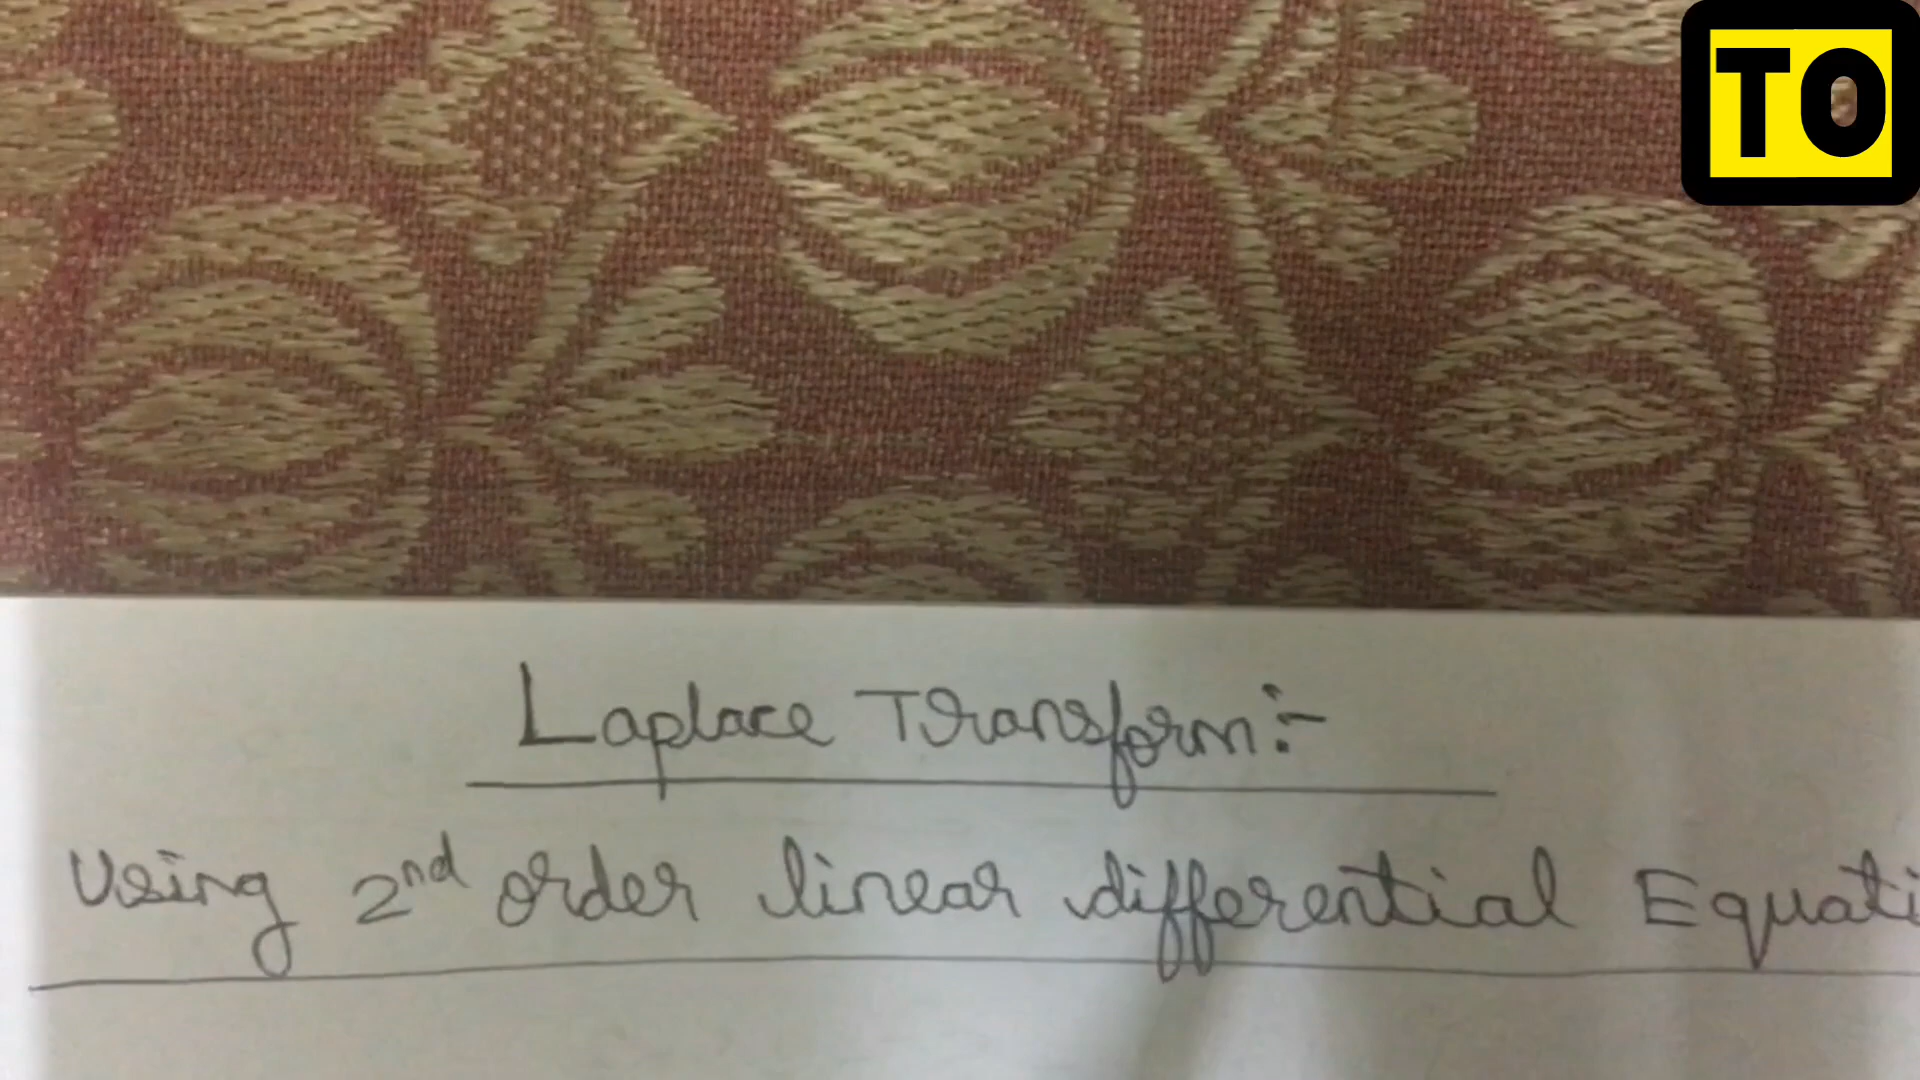 TO
Laplace Transform:-
Using 2nd order linear differential Equati